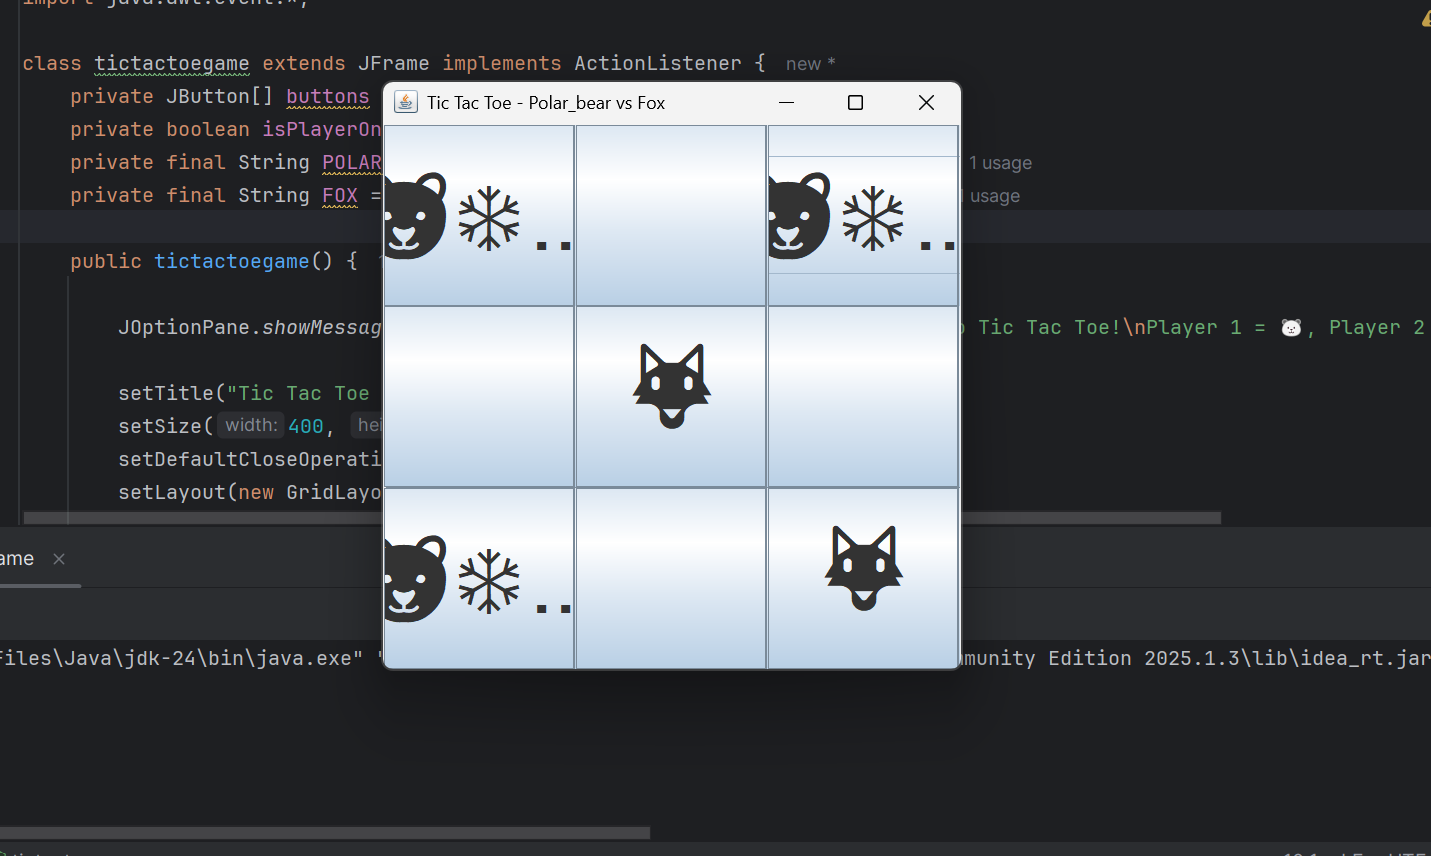 import java.awt.event.*;
class tictactoegame extends JFrame implements ActionListener { new *
Tic Tac Toe - Polar_bear vs Fox
private JButton[] buttons
private boolean isPlayerOn
private final String POLAR
1 usage
private final String FOX =
usage
public tictactoegame() {
JOptionPane.showMessag
Tic Tac Toe!\nPlayer 1 = 🐻‍❄️, Player 2
setTitle("Tic Tac Toe
setSize( width: 400, hei
setDefaultCloseOperati
setLayout(new GridLayo
🐻❄..
🐻❄..
🦊
🐻❄..
🦊
ame
Files\Java\jdk-24\bin\java.exe" "
munity Edition 2025.1.3\lib\idea_rt.jar